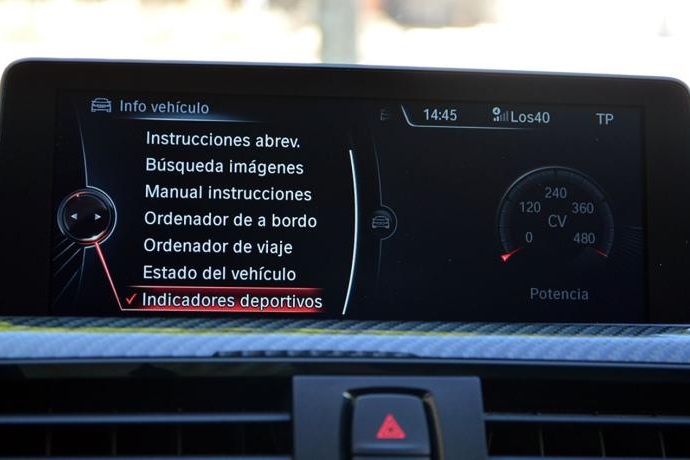 Info vehículo
14:45
Los40
TP
Instrucciones abrev.
Búsqueda imágenes
Manual instrucciones
Ordenador de a bordo
Ordenador de viaje
Estado del vehículo
Indicadores deportivos
240
120 CV 360
0 480
Potencia